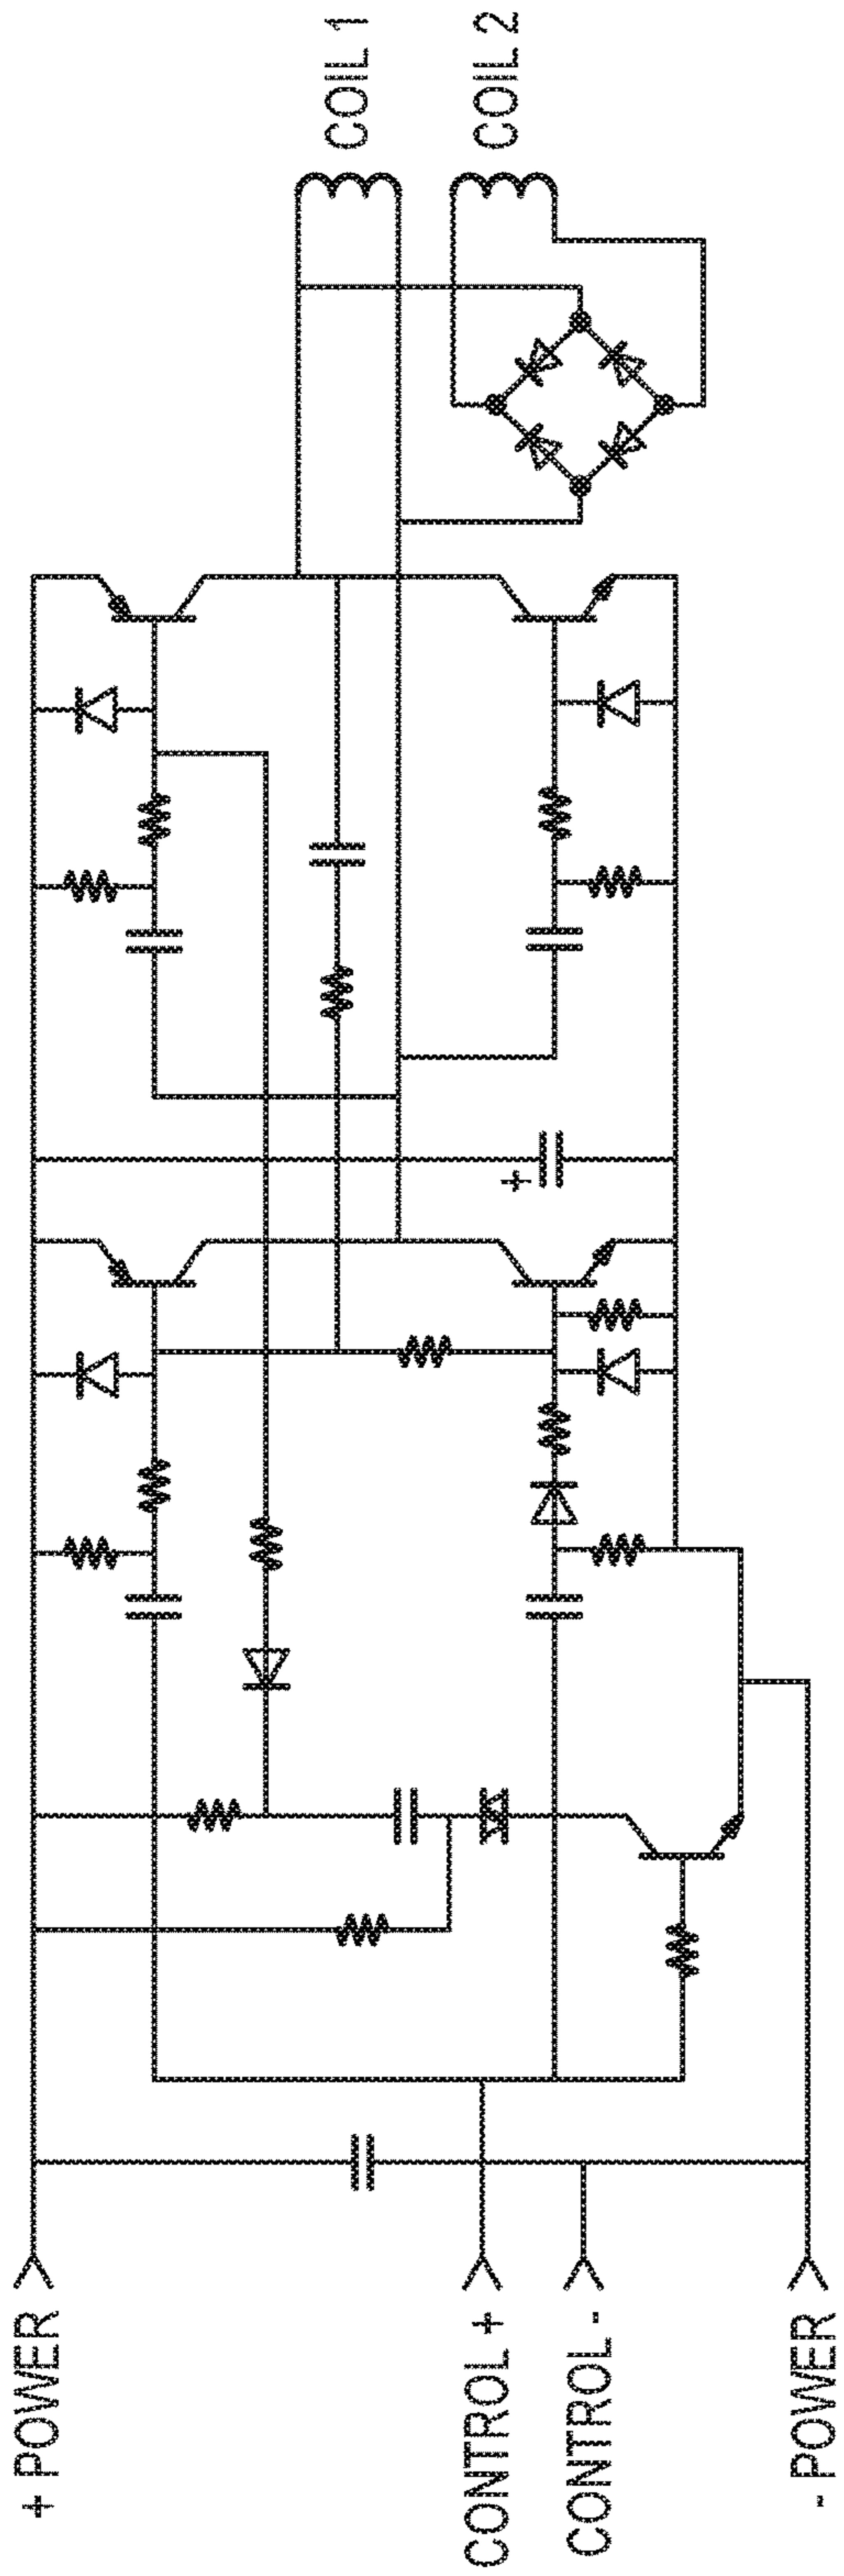 + POWER
CONTROL +
CONTROL -
- POWER
+
COIL 1
COIL 2